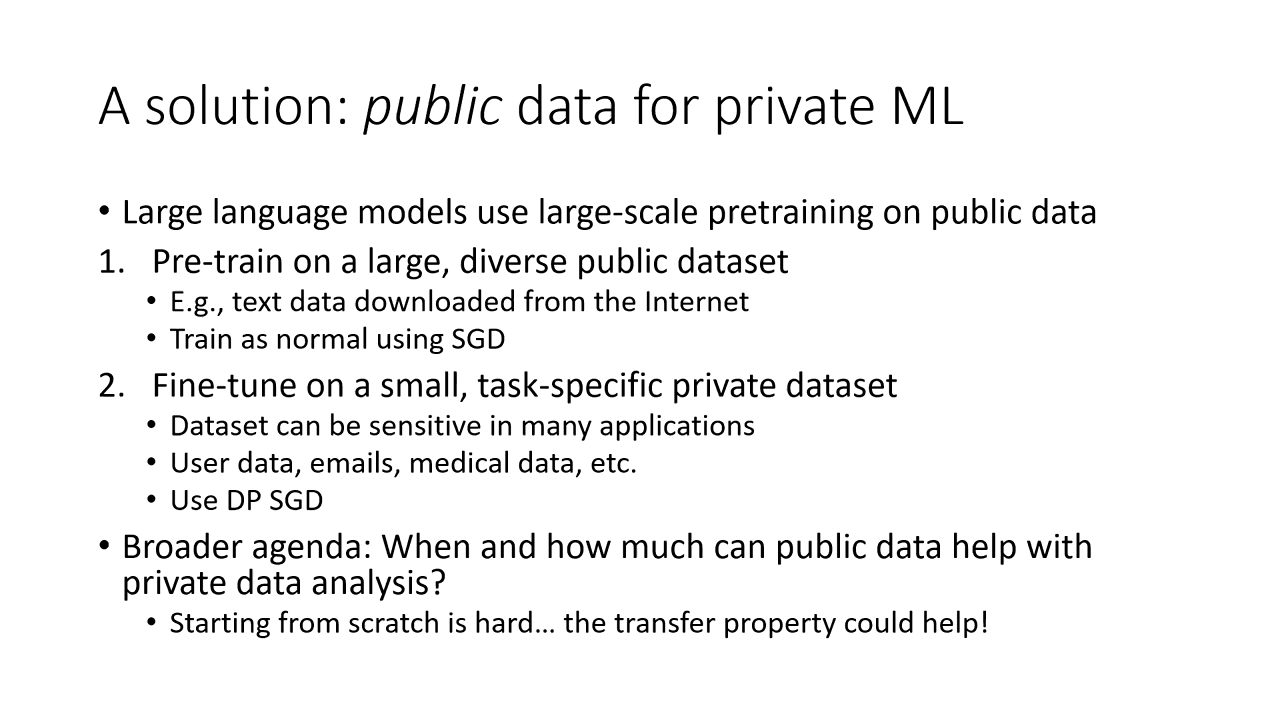 A solution: public data for private ML
• Large language models use large-scale pretraining on public data
1. Pre-train on a large, diverse public dataset
• E.g., text data downloaded from the Internet
• Train as normal using SGD
2. Fine-tune on a small, task-specific private dataset
• Dataset can be sensitive in many applications
• User data, emails, medical data, etc.
• Use DP SGD
• Broader agenda: When and how much can public data help with
private data analysis?
• Starting from scratch is hard… the transfer property could help!